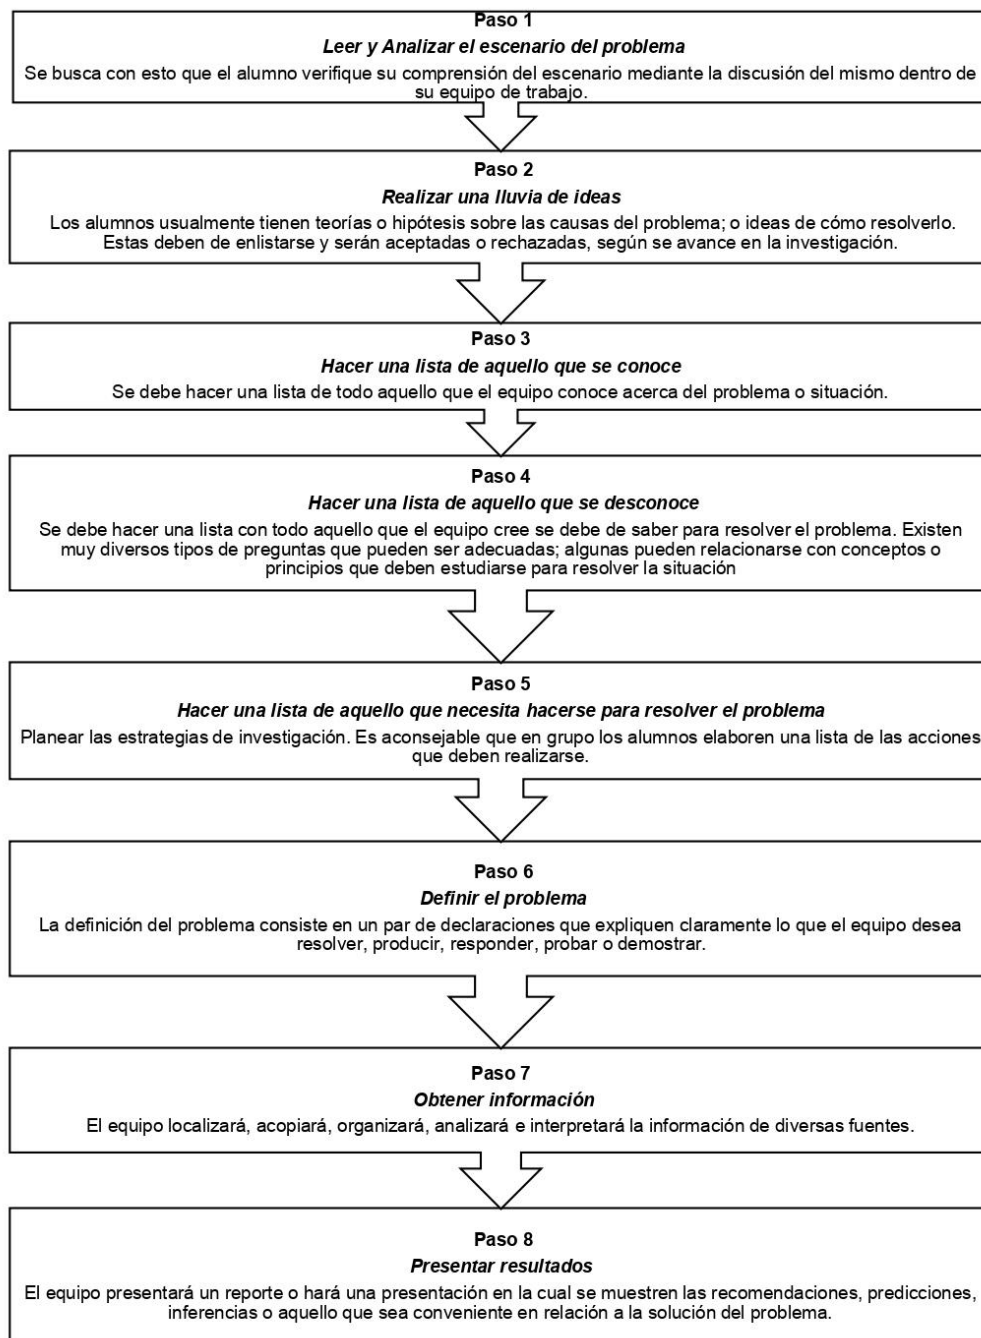 Paso 1
Leer y Analizar el escenario del problema
Se busca con esto que el alumno verifique su comprensión del escenario mediante la discusión del mismo dentro de
su equipo de trabajo.
Paso 2
Realizar una lluvia de ideas
Los alumnos usualmente tienen teorías o hipótesis sobre las causas del problema; o ideas de cómo resolverlo.
Estas deben de enlistarse y serán aceptadas o rechazadas, según se avance en la investigación.
Paso 3
Hacer una lista de aquello que se conoce
Se debe hacer una lista de todo aquello que el equipo conoce acerca del problema o situación.
Paso 4
Hacer una lista de aquello que se desconoce
Se debe hacer una lista con todo aquello que el equipo cree se debe de saber para resolver el problema. Existen
muy diversos tipos de preguntas que pueden ser adecuadas; algunas pueden relacionarse con conceptos o
principios que deben estudiarse para resolver la situación
Paso 5
Hacer una lista de aquello que necesita hacerse para resolver el problema
Planear las estrategias de investigación. Es aconsejable que en grupo los alumnos elaboren una lista de las acciones
que deben realizarse.
Paso 6
Definir el problema
La definición del problema consiste en un par de declaraciones que expliquen claramente lo que el equipo desea
resolver, producir, responder, probar o demostrar.
Paso 7
Obtener información
El equipo localizará, acopiará, organizará, analizará e interpretará la información de diversas fuentes.
Paso 8
Presentar resultados
El equipo presentará un reporte o hará una presentación en la cual se muestren las recomendaciones, predicciones,
inferencias o aquello que sea conveniente en relación a la solución del problema.